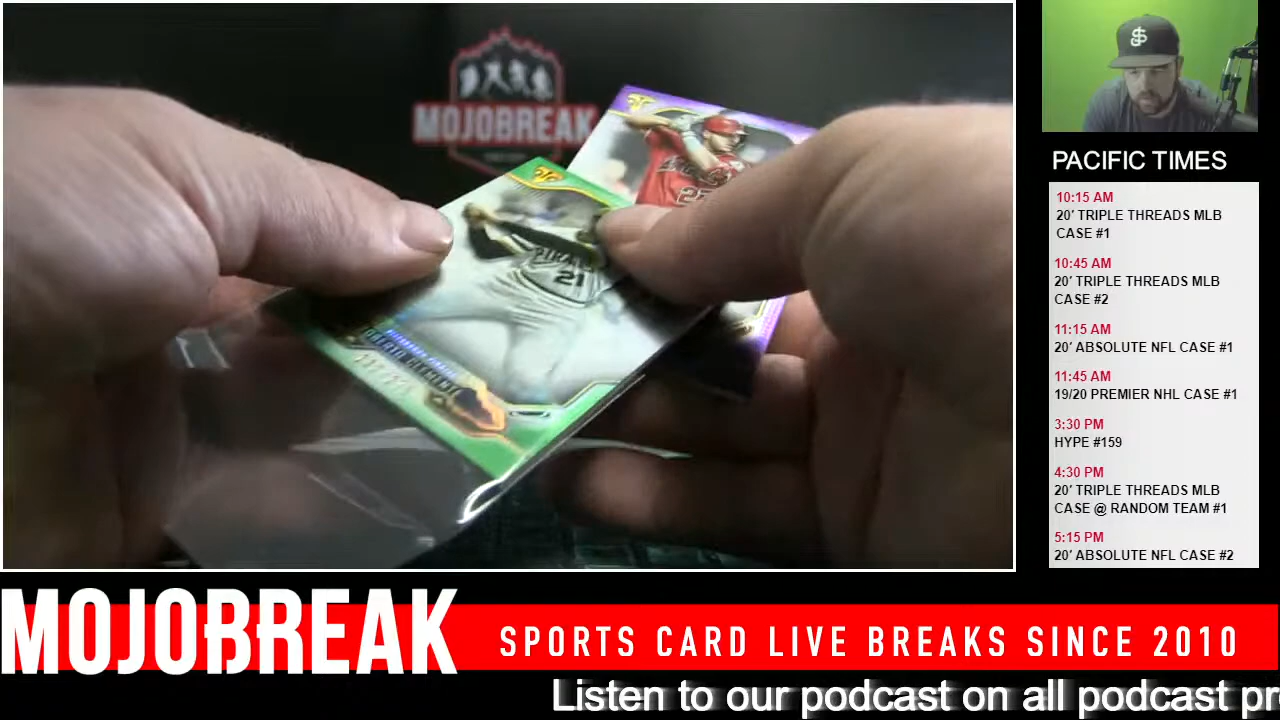 MOJOBREAK
21
PACIFIC TIMES
10:15 AM
20' TRIPLE THREADS MLB
CASE #1
10:45 AM
20' TRIPLE THREADS MLB
CASE #2
11:15 AM
20' ABSOLUTE NFL CASE #1
11:45 AM
19/20 PREMIER NHL CASE #1
3:30 PM
HYPE #159
4:30 PM
20' TRIPLE THREADS MLB
CASE @ RANDOM TEAM #1
5:15 PM
20' ABSOLUTE NFL CASE #2
MOJOBREAK
SPORTS CARD LIVE BREAKS SINCE 2010
Listen to our podcast on all podcast pr